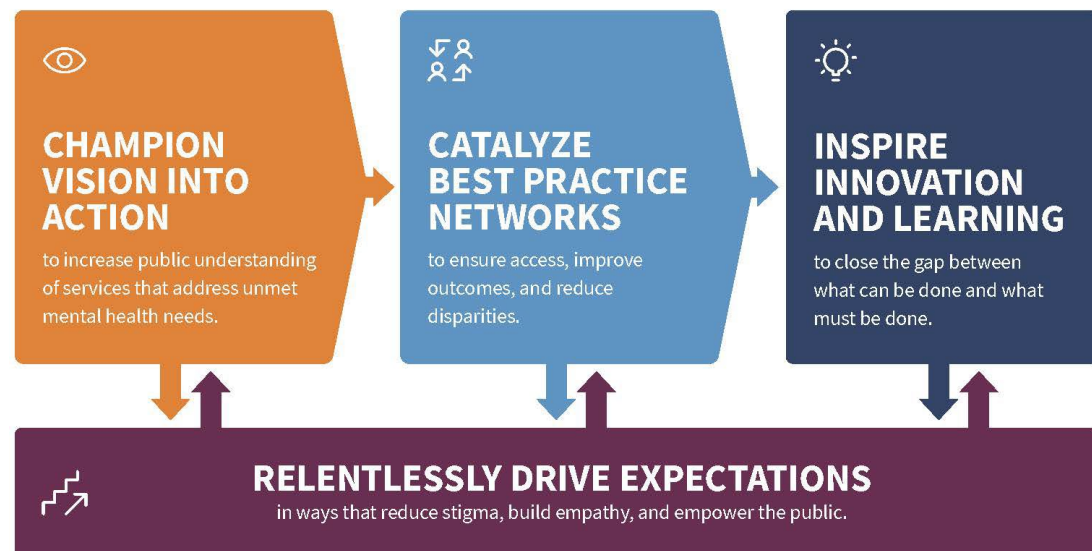 CHAMPION
VISION INTO
ACTION
to increase public understanding
of services that address unmet
mental health needs.
CATALYZE
BEST PRACTICE
NETWORKS
to ensure access, improve
outcomes, and reduce
disparities.
INSPIRE
INNOVATION
AND LEARNING
to close the gap between
what can be done and what
must be done.
RELENTLESSLY DRIVE EXPECTATIONS
in ways that reduce stigma, build empathy, and empower the public.